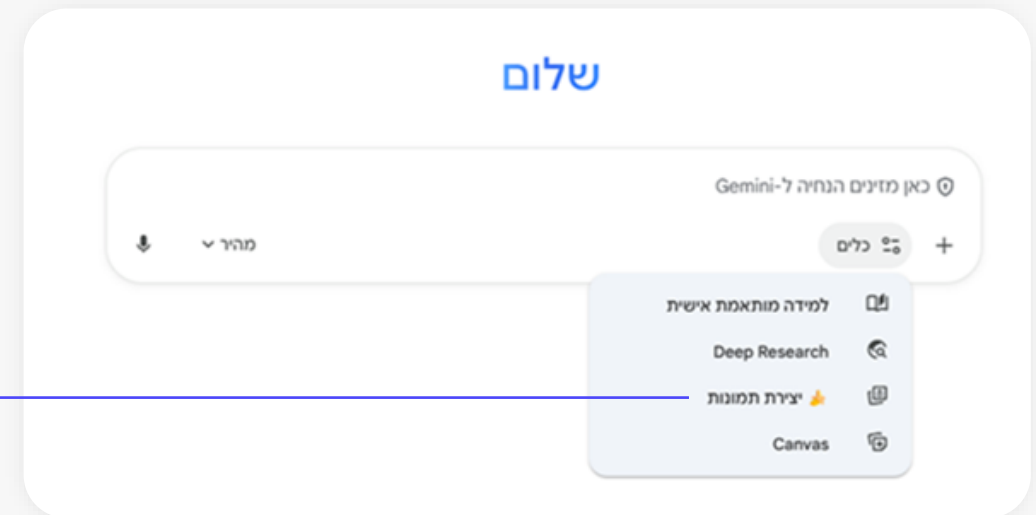 שלום
כאן מזינים הנחיה ל-Gemini
כלים
מהיר
למידה מותאמת אישית
Deep Research
יצירת תמונות
Canvas